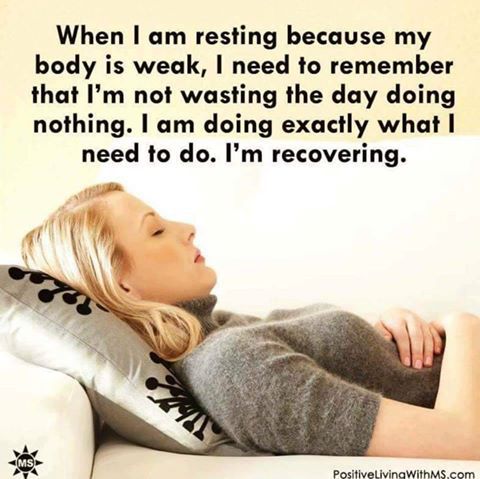 When I am resting because my
body is weak, I need to remember
that I'm not wasting the day doing
nothing. I am doing exactly what I
need to do. I'm recovering.
MS
PositiveLivingWithMS.com